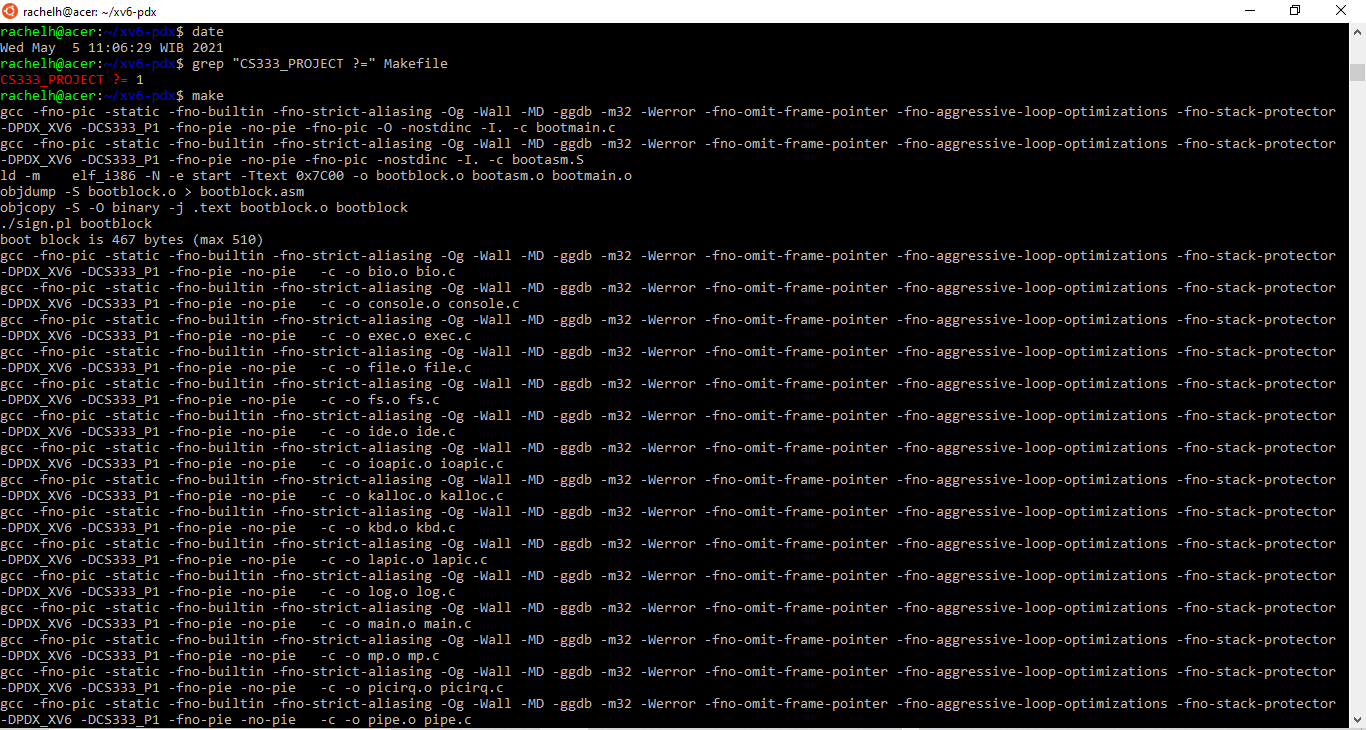 rachelh@acer: ~/xv6-pdx
rachelh@acer:~/xv6-pdx$ date
Wed May  5 11:06:29 WIB 2021
rachelh@acer:~/xv6-pdx$ grep "CS333_PROJECT ?=" Makefile
CS333_PROJECT ?= 1
rachelh@acer:~/xv6-pdx$ make
gcc -fno-pic -static -fno-builtin -fno-strict-aliasing -Og -Wall -MD -ggdb -m32 -Werror -fno-omit-frame-pointer -fno-aggressive-loop-optimizations -fno-stack-protector
-DPDX_XV6 -DCS333_P1 -fno-pie -no-pie -fno-pic -O -nostdinc -I. -c bootmain.c
gcc -fno-pic -static -fno-builtin -fno-strict-aliasing -Og -Wall -MD -ggdb -m32 -Werror -fno-omit-frame-pointer -fno-aggressive-loop-optimizations -fno-stack-protector
-DPDX_XV6 -DCS333_P1 -fno-pie -no-pie -fno-pic -nostdinc -I. -c bootasm.S
ld -m    elf_i386 -N -e start -Ttext 0x7C00 -o bootblock.o bootasm.o bootmain.o
objdump -S bootblock.o > bootblock.asm
objcopy -S -O binary -j .text bootblock.o bootblock
./sign.pl bootblock
boot block is 467 bytes (max 510)
gcc -fno-pic -static -fno-builtin -fno-strict-aliasing -Og -Wall -MD -ggdb -m32 -Werror -fno-omit-frame-pointer -fno-aggressive-loop-optimizations -fno-stack-protector
-DPDX_XV6 -DCS333_P1 -fno-pie -no-pie   -c -o bio.o bio.c
gcc -fno-pic -static -fno-builtin -fno-strict-aliasing -Og -Wall -MD -ggdb -m32 -Werror -fno-omit-frame-pointer -fno-aggressive-loop-optimizations -fno-stack-protector
-DPDX_XV6 -DCS333_P1 -fno-pie -no-pie   -c -o console.o console.c
gcc -fno-pic -static -fno-builtin -fno-strict-aliasing -Og -Wall -MD -ggdb -m32 -Werror -fno-omit-frame-pointer -fno-aggressive-loop-optimizations -fno-stack-protector
-DPDX_XV6 -DCS333_P1 -fno-pie -no-pie   -c -o exec.o exec.c
gcc -fno-pic -static -fno-builtin -fno-strict-aliasing -Og -Wall -MD -ggdb -m32 -Werror -fno-omit-frame-pointer -fno-aggressive-loop-optimizations -fno-stack-protector
-DPDX_XV6 -DCS333_P1 -fno-pie -no-pie   -c -o file.o file.c
gcc -fno-pic -static -fno-builtin -fno-strict-aliasing -Og -Wall -MD -ggdb -m32 -Werror -fno-omit-frame-pointer -fno-aggressive-loop-optimizations -fno-stack-protector
-DPDX_XV6 -DCS333_P1 -fno-pie -no-pie   -c -o fs.o fs.c
gcc -fno-pic -static -fno-builtin -fno-strict-aliasing -Og -Wall -MD -ggdb -m32 -Werror -fno-omit-frame-pointer -fno-aggressive-loop-optimizations -fno-stack-protector
-DPDX_XV6 -DCS333_P1 -fno-pie -no-pie   -c -o ide.o ide.c
gcc -fno-pic -static -fno-builtin -fno-strict-aliasing -Og -Wall -MD -ggdb -m32 -Werror -fno-omit-frame-pointer -fno-aggressive-loop-optimizations -fno-stack-protector
-DPDX_XV6 -DCS333_P1 -fno-pie -no-pie   -c -o ioapic.o ioapic.c
gcc -fno-pic -static -fno-builtin -fno-strict-aliasing -Og -Wall -MD -ggdb -m32 -Werror -fno-omit-frame-pointer -fno-aggressive-loop-optimizations -fno-stack-protector
-DPDX_XV6 -DCS333_P1 -fno-pie -no-pie   -c -o kalloc.o kalloc.c
gcc -fno-pic -static -fno-builtin -fno-strict-aliasing -Og -Wall -MD -ggdb -m32 -Werror -fno-omit-frame-pointer -fno-aggressive-loop-optimizations -fno-stack-protector
-DPDX_XV6 -DCS333_P1 -fno-pie -no-pie   -c -o kbd.o kbd.c
gcc -fno-pic -static -fno-builtin -fno-strict-aliasing -Og -Wall -MD -ggdb -m32 -Werror -fno-omit-frame-pointer -fno-aggressive-loop-optimizations -fno-stack-protector
-DPDX_XV6 -DCS333_P1 -fno-pie -no-pie   -c -o lapic.o lapic.c
gcc -fno-pic -static -fno-builtin -fno-strict-aliasing -Og -Wall -MD -ggdb -m32 -Werror -fno-omit-frame-pointer -fno-aggressive-loop-optimizations -fno-stack-protector
-DPDX_XV6 -DCS333_P1 -fno-pie -no-pie   -c -o log.o log.c
gcc -fno-pic -static -fno-builtin -fno-strict-aliasing -Og -Wall -MD -ggdb -m32 -Werror -fno-omit-frame-pointer -fno-aggressive-loop-optimizations -fno-stack-protector
-DPDX_XV6 -DCS333_P1 -fno-pie -no-pie   -c -o main.o main.c
gcc -fno-pic -static -fno-builtin -fno-strict-aliasing -Og -Wall -MD -ggdb -m32 -Werror -fno-omit-frame-pointer -fno-aggressive-loop-optimizations -fno-stack-protector
-DPDX_XV6 -DCS333_P1 -fno-pie -no-pie   -c -o mp.o mp.c
gcc -fno-pic -static -fno-builtin -fno-strict-aliasing -Og -Wall -MD -ggdb -m32 -Werror -fno-omit-frame-pointer -fno-aggressive-loop-optimizations -fno-stack-protector
-DPDX_XV6 -DCS333_P1 -fno-pie -no-pie   -c -o picirq.o picirq.c
gcc -fno-pic -static -fno-builtin -fno-strict-aliasing -Og -Wall -MD -ggdb -m32 -Werror -fno-omit-frame-pointer -fno-aggressive-loop-optimizations -fno-stack-protector
-DPDX_XV6 -DCS333_P1 -fno-pie -no-pie   -c -o pipe.o pipe.c